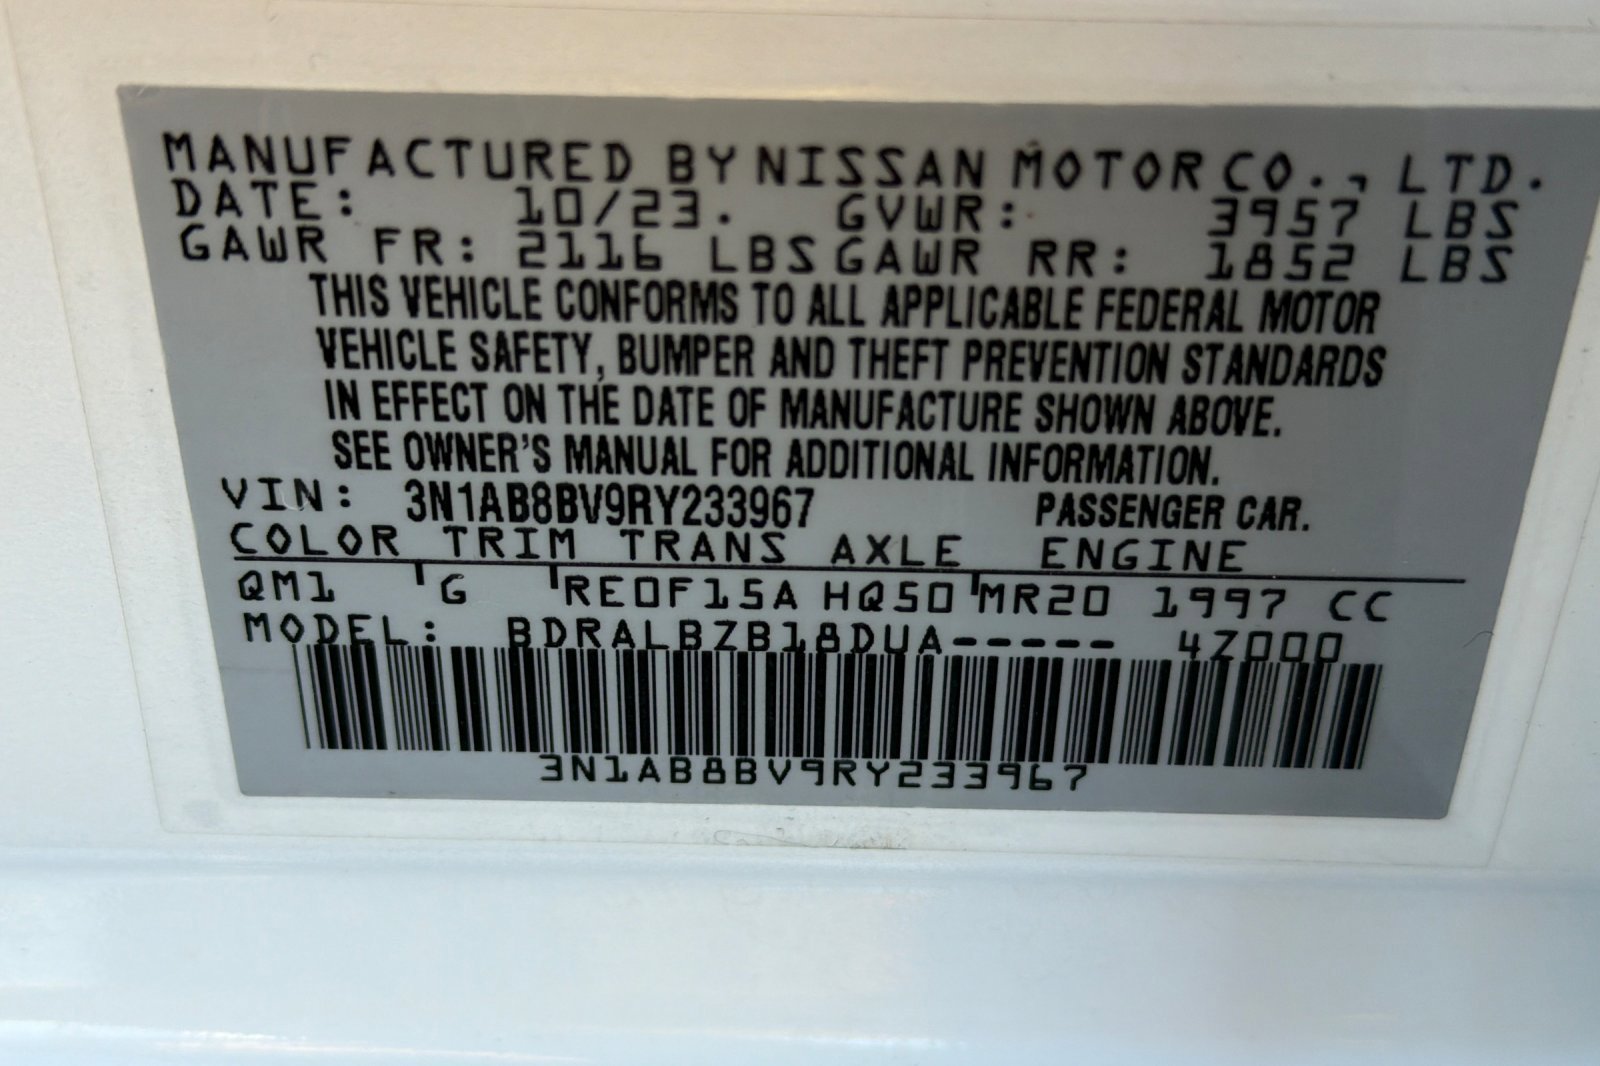 MANUFACTURED BY NISSAN MOTOR CO., LTD.
DATE: 10/23. GVWR: 3957 LBS
GAWR FR: 2116 LBS GAWR RR: 1852 LBS
THIS VEHICLE CONFORMS TO ALL APPLICABLE FEDERAL MOTOR
VEHICLE SAFETY, BUMPER AND THEFT PREVENTION STANDARDS
IN EFFECT ON THE DATE OF MANUFACTURE SHOWN ABOVE.
SEE OWNER'S MANUAL FOR ADDITIONAL INFORMATION.
VIN: 3N1AB8BV9RY233967 PASSENGER CAR.
COLOR TRIM TRANS AXLE ENGINE
QM1 G RE0F15A HQ50 MR20 1997 CC
MODEL: BDRALBZB18DUA----- 4Z000
3N1AB8BV9RY233967